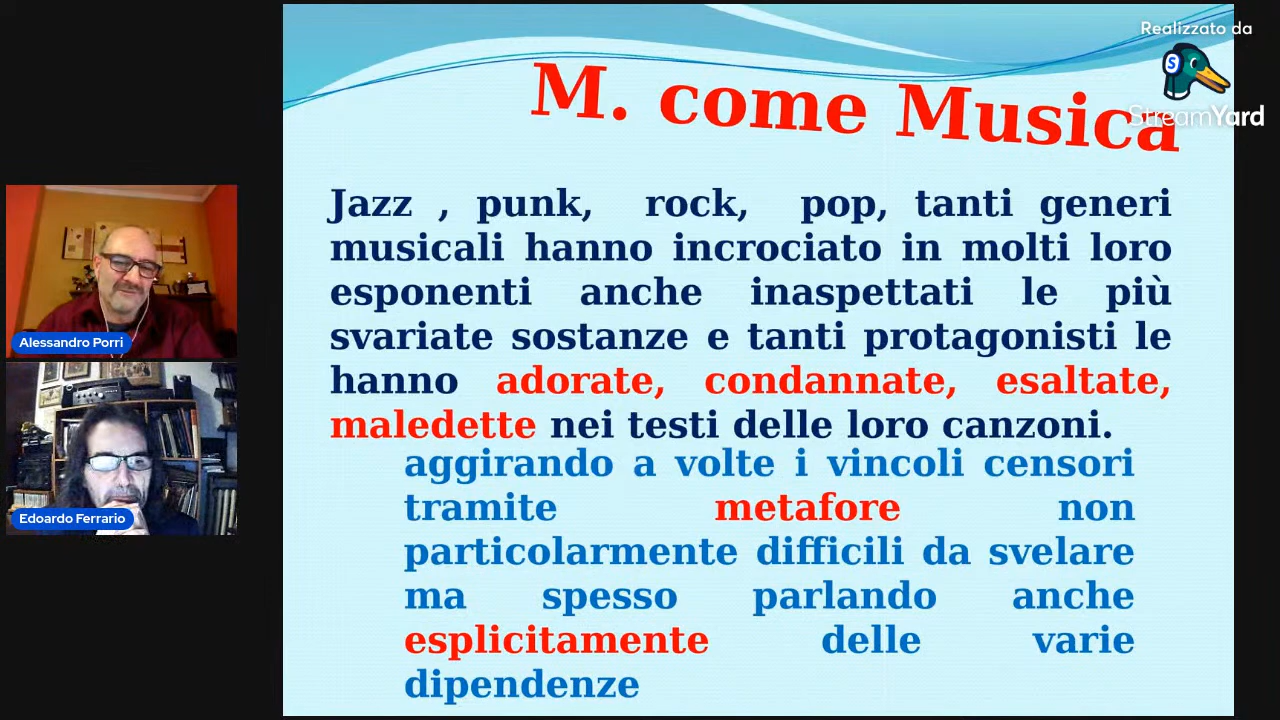 Realizzato da
StreamYard
M. come Musica
Jazz , punk, rock, pop, tanti generi
musicali hanno incrociato in molti loro
esponenti anche inaspettati le più
svariate sostanze e tanti protagonisti le
hanno adorate, condannate, esaltate,
maledette nei testi delle loro canzoni.
aggirando a volte i vincoli censori
tramite metafore non
particolarmente difficili da svelare
ma spesso parlando anche
esplicitamente delle varie
dipendenze
Alessandro Porri
Edoardo Ferrario